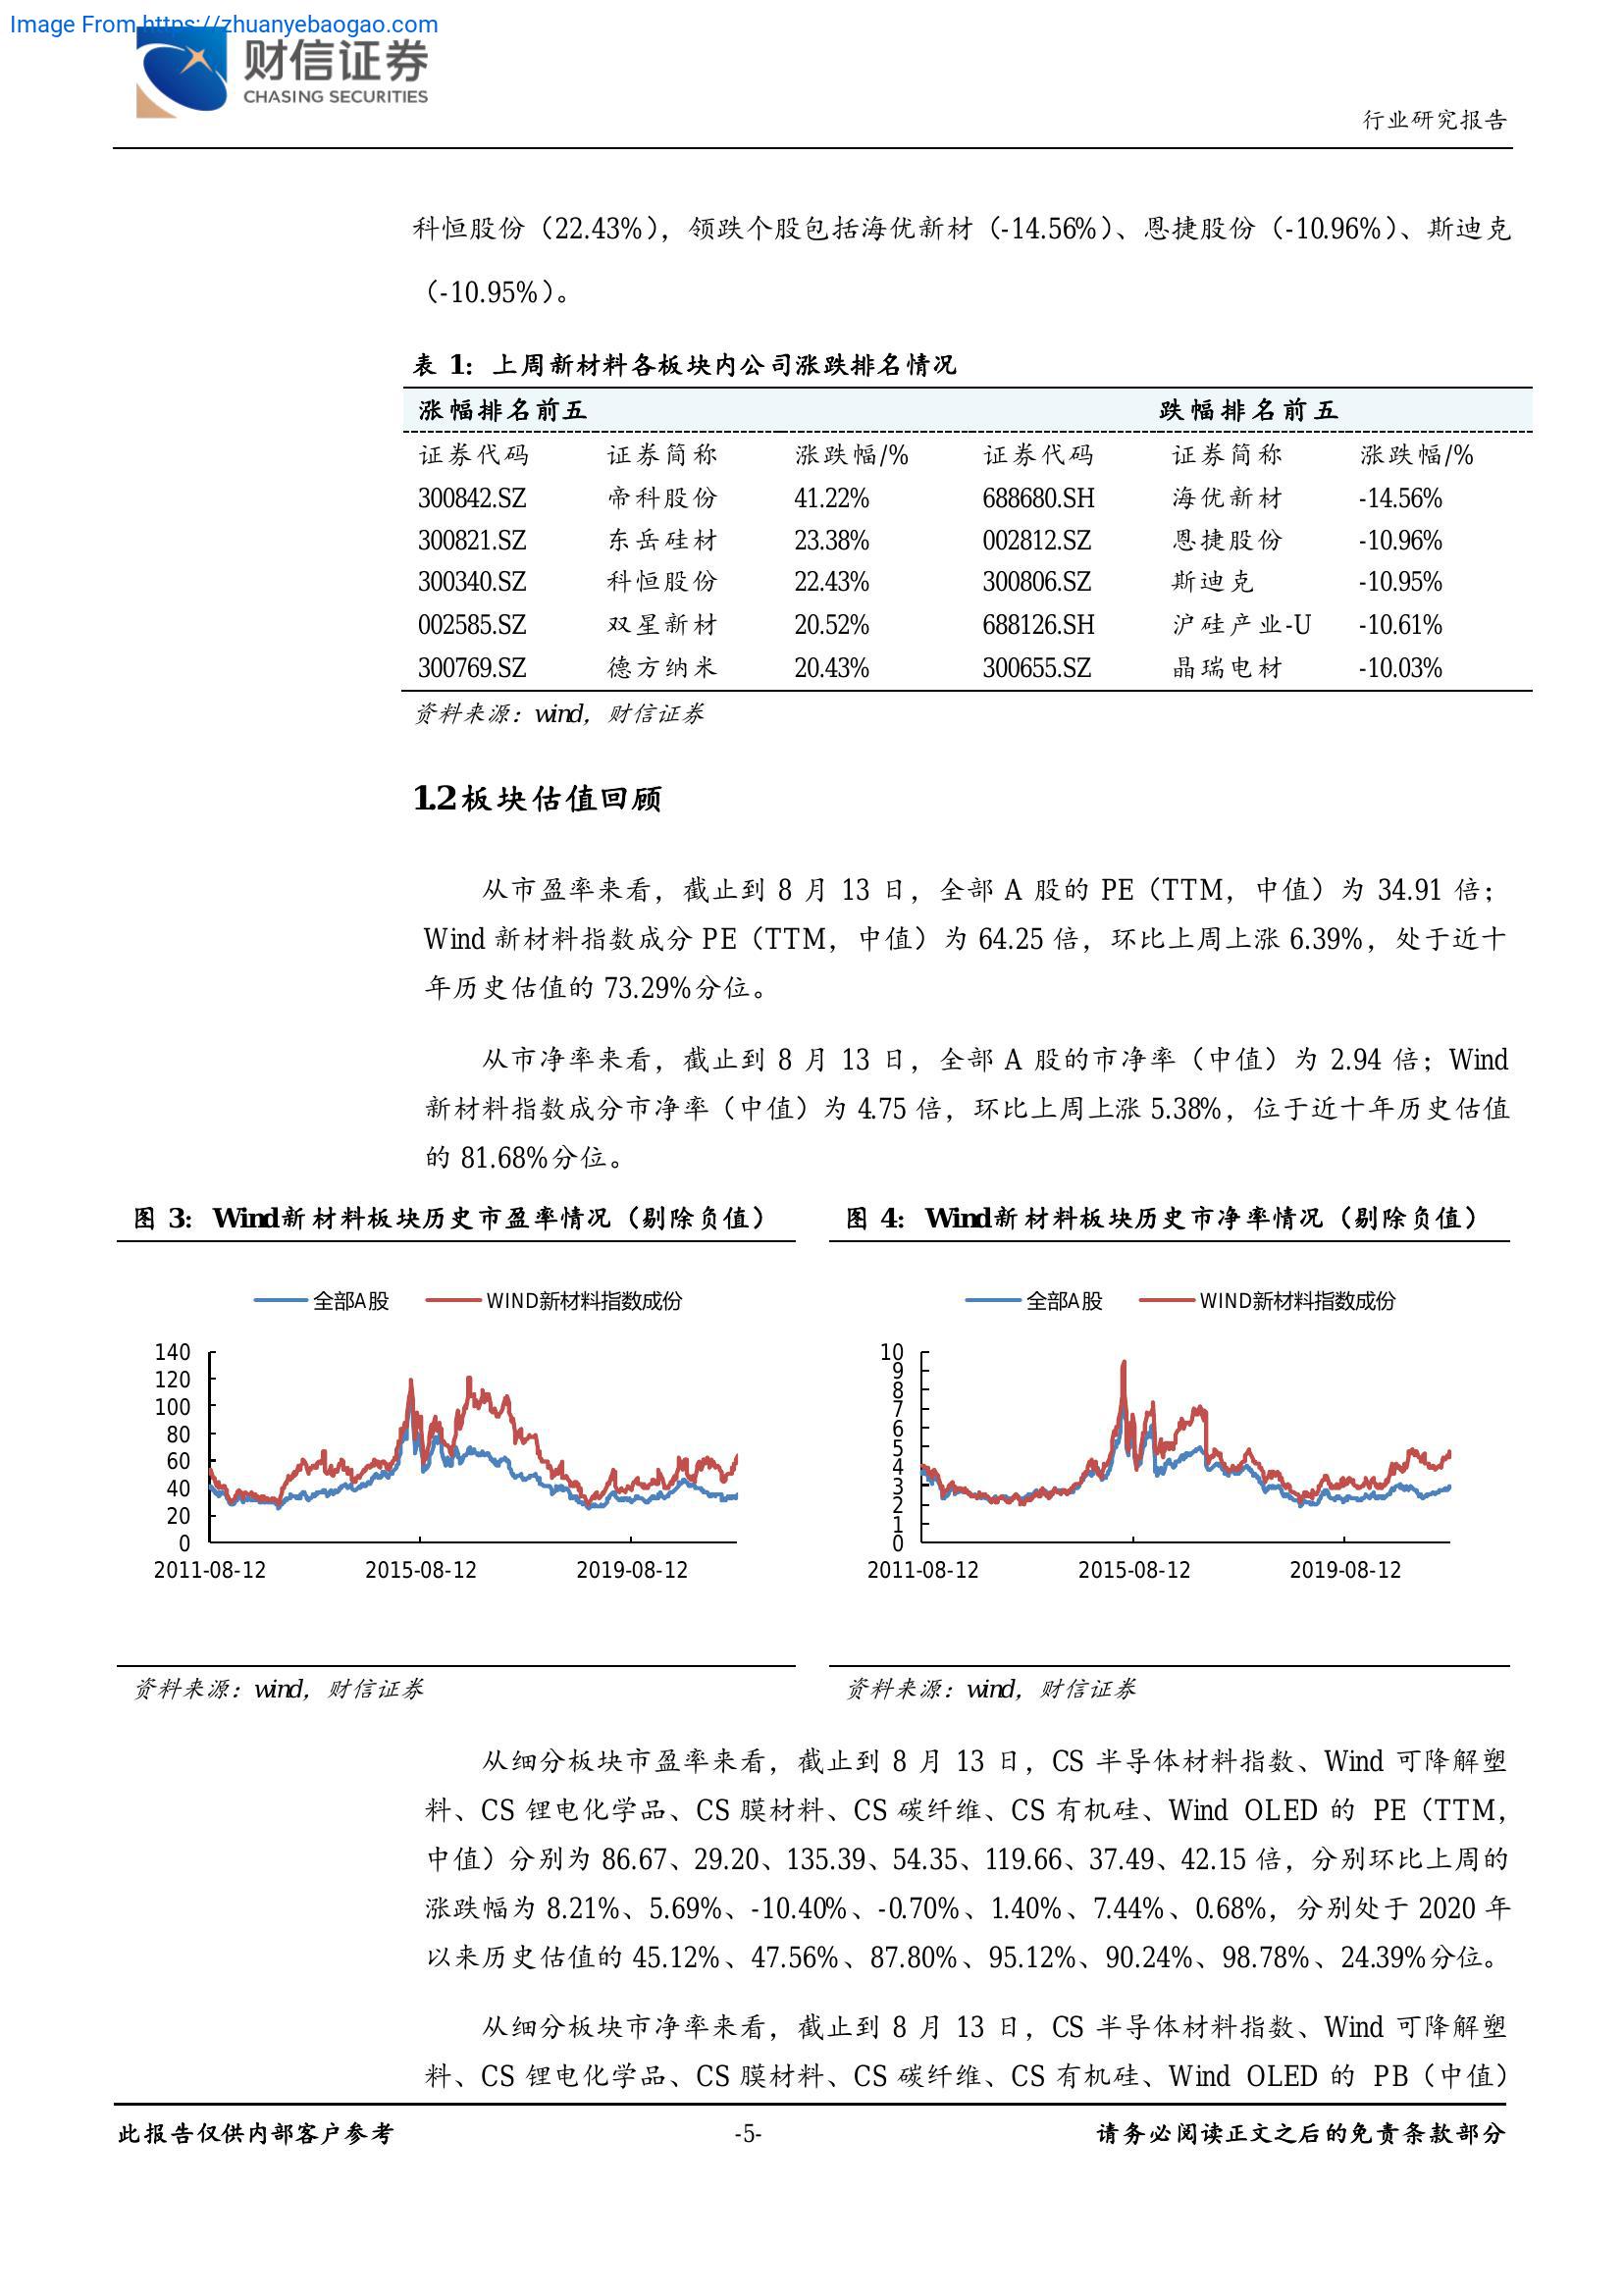 Image From https://zhuanyebaogao.com
财信证券
CHASING SECURITIES
行业研究报告
科恒股份（22.43%），领跌个股包括海优新材（-14.56%）、恩捷股份（-10.96%）、斯迪克
（-10.95%）。
表 1：上周新材料各板块内公司涨跌排名情况
涨幅排名前五 跌幅排名前五
证券代码 证券简称 涨跌幅/% 证券代码 证券简称 涨跌幅/%
300842.SZ 帝科股份 41.22% 688680.SH 海优新材 -14.56%
300821.SZ 东岳硅材 23.38% 002812.SZ 恩捷股份 -10.96%
300340.SZ 科恒股份 22.43% 300806.SZ 斯迪克 -10.95%
002585.SZ 双星新材 20.52% 688126.SH 沪硅产业-U -10.61%
300769.SZ 德方纳米 20.43% 300655.SZ 晶瑞电材 -10.03%
资料来源：wind，财信证券
1.2 板块估值回顾
从市盈率来看，截止到 8 月 13 日，全部 A 股的 PE（TTM，中值）为 34.91 倍；
Wind 新材料指数成分 PE（TTM，中值）为 64.25 倍，环比上周上涨 6.39%，处于近十
年历史估值的 73.29%分位。
从市净率来看，截止到 8 月 13 日，全部 A 股的市净率（中值）为 2.94 倍；Wind
新材料指数成分市净率（中值）为 4.75 倍，环比上周上涨 5.38%，位于近十年历史估值
的 81.68%分位。
图 3：Wind新材料板块历史市盈率情况（剔除负值）
全部A股 WIND新材料指数成份
140
120
100
80
60
40
20
0
2011-08-12 2015-08-12 2019-08-12
资料来源：wind，财信证券
图 4：Wind新材料板块历史市净率情况（剔除负值）
全部A股 WIND新材料指数成份
10
9
8
7
6
5
4
3
2
1
0
2011-08-12 2015-08-12 2019-08-12
资料来源：wind，财信证券
从细分板块市盈率来看，截止到 8 月 13 日，CS 半导体材料指数、Wind 可降解塑
料、CS 锂电化学品、CS 膜材料、CS 碳纤维、CS 有机硅、Wind OLED 的 PE（TTM，
中值）分别为 86.67、29.20、135.39、54.35、119.66、37.49、42.15 倍，分别环比上周的
涨跌幅为 8.21%、5.69%、-10.40%、-0.70%、1.40%、7.44%、0.68%，分别处于 2020 年
以来历史估值的 45.12%、47.56%、87.80%、95.12%、90.24%、98.78%、24.39%分位。
从细分板块市净率来看，截止到 8 月 13 日，CS 半导体材料指数、Wind 可降解塑
料、CS 锂电化学品、CS 膜材料、CS 碳纤维、CS 有机硅、Wind OLED 的 PB（中值）
此报告仅供内部客户参考 -5- 请务必阅读正文之后的免责条款部分